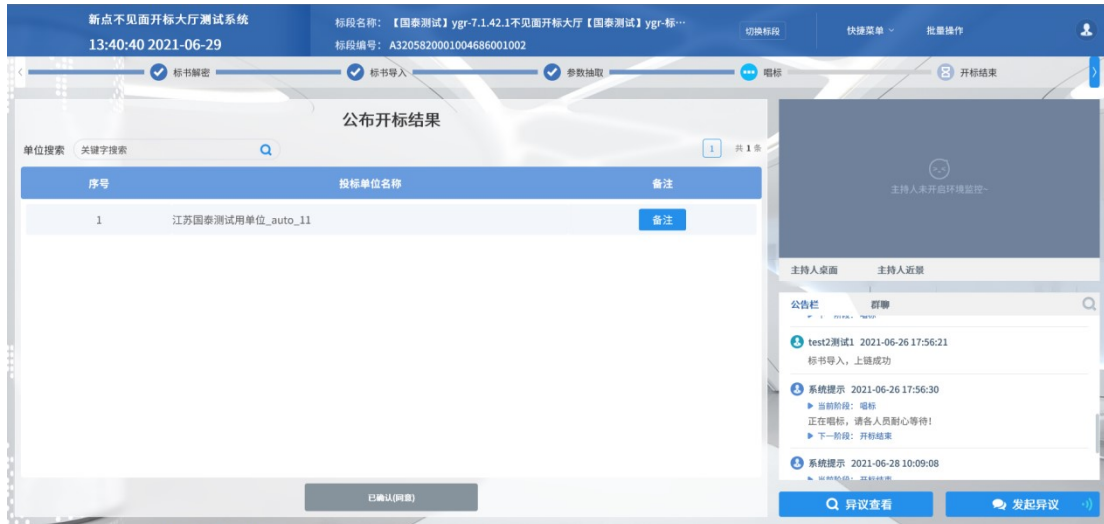 新点不见面开标大厅测试系统
13:40:40 2021-06-29
标段名称：【国泰测试】ygr-7.1.42.1不见面开标大厅【国泰测试】ygr-标…
标段编号：A3205820001004686001002
切换标段
快捷菜单
批量操作
标书解密
标书导入
参数抽取
唱标
开标结束
公布开标结果
单位搜索 关键字搜索
1 共 1 条
序号 投标单位名称 备注
1 江苏国泰测试用单位_auto_11 备注
已确认(同意)
主持人未开启环境监控~
主持人桌面 主持人近景
公告栏 群聊
test2测试1 2021-06-26 17:56:21
标书导入，上链成功
系统提示 2021-06-26 17:56:30
当前阶段：唱标
正在唱标，请各人员耐心等待！
下一阶段：开标结束
系统提示 2021-06-28 10:09:08
异议查看
发起异议